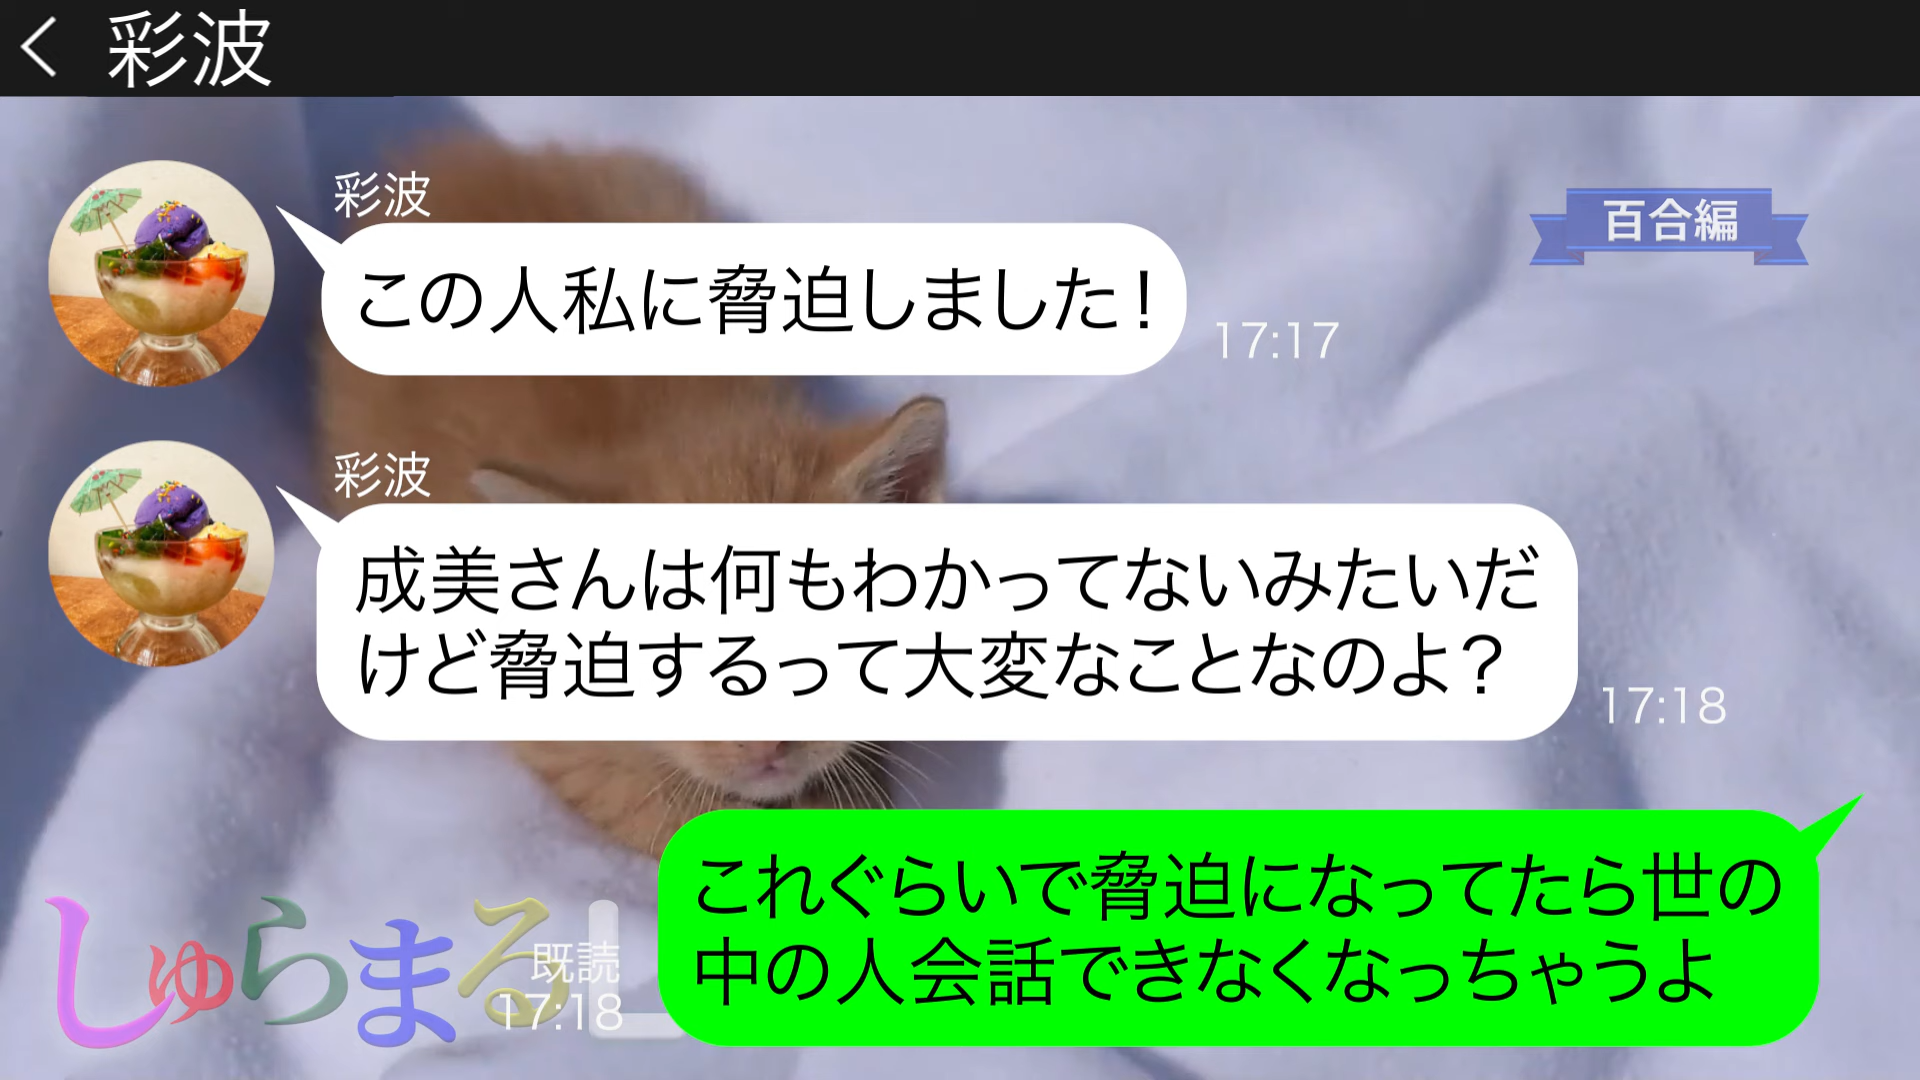 彩波
彩波
百合編
この人私に脅迫しました!
17:17
彩波
成美さんは何もわかってないみたいだ
けど脅迫するって大変なことなのよ?
17:18
これぐらいで脅迫になってたら世の
中の人会話できなくなっちゃうよ
既読
17:18
しゅらまるL